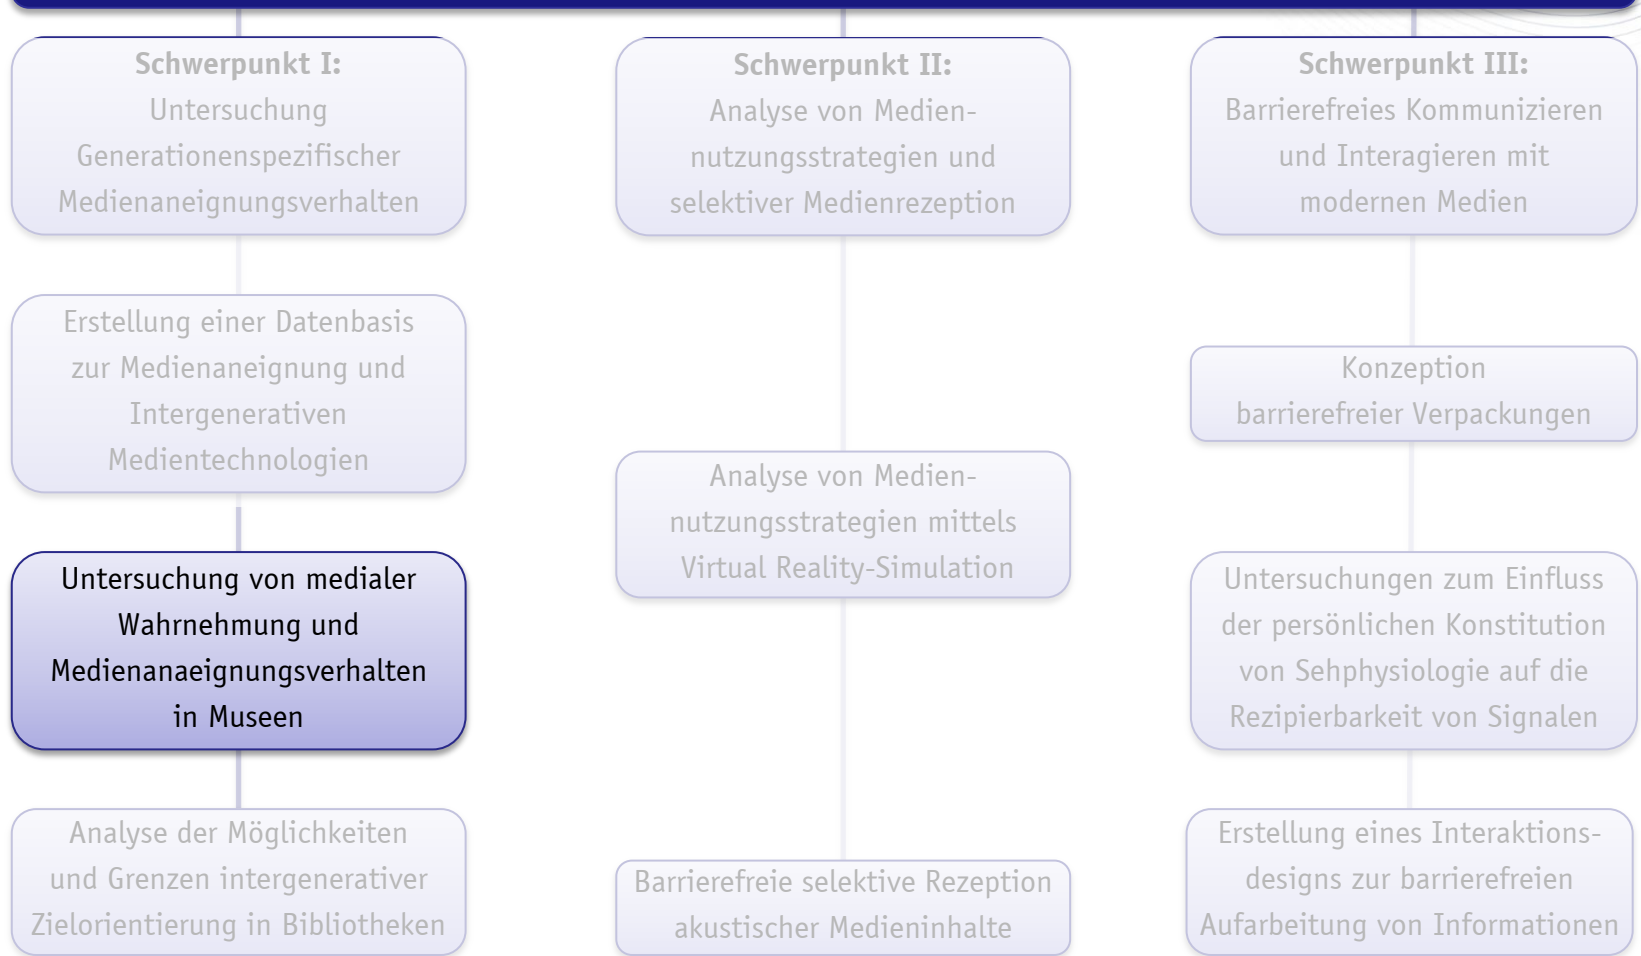 Schwerpunkt I:
Untersuchung
Generationenspezifischer
Medienaneignungsverhalten
Erstellung einer Datenbasis
zur Medienaneignung und
Intergenerativen
Medientechnologien
Untersuchung von medialer
Wahrnehmung und
Medienanaeignungsverhalten
in Museen
Analyse der Möglichkeiten
und Grenzen intergenerativer
Zielorientierung in Bibliotheken
Schwerpunkt II:
Analyse von Medien-
nutzungsstrategien und
selektiver Medienrezeption
Analyse von Medien-
nutzungsstrategien mittels
Virtual Reality-Simulation
Barrierefreie selektive Rezeption
akustischer Medieninhalte
Schwerpunkt III:
Barrierefreies Kommunizieren
und Interagieren mit
modernen Medien
Konzeption
barrierefreier Verpackungen
Untersuchungen zum Einfluss
der persönlichen Konstitution
von Sehphysiologie auf die
Rezipierbarkeit von Signalen
Erstellung eines Interaktions-
designs zur barrierefreien
Aufarbeitung von Informationen